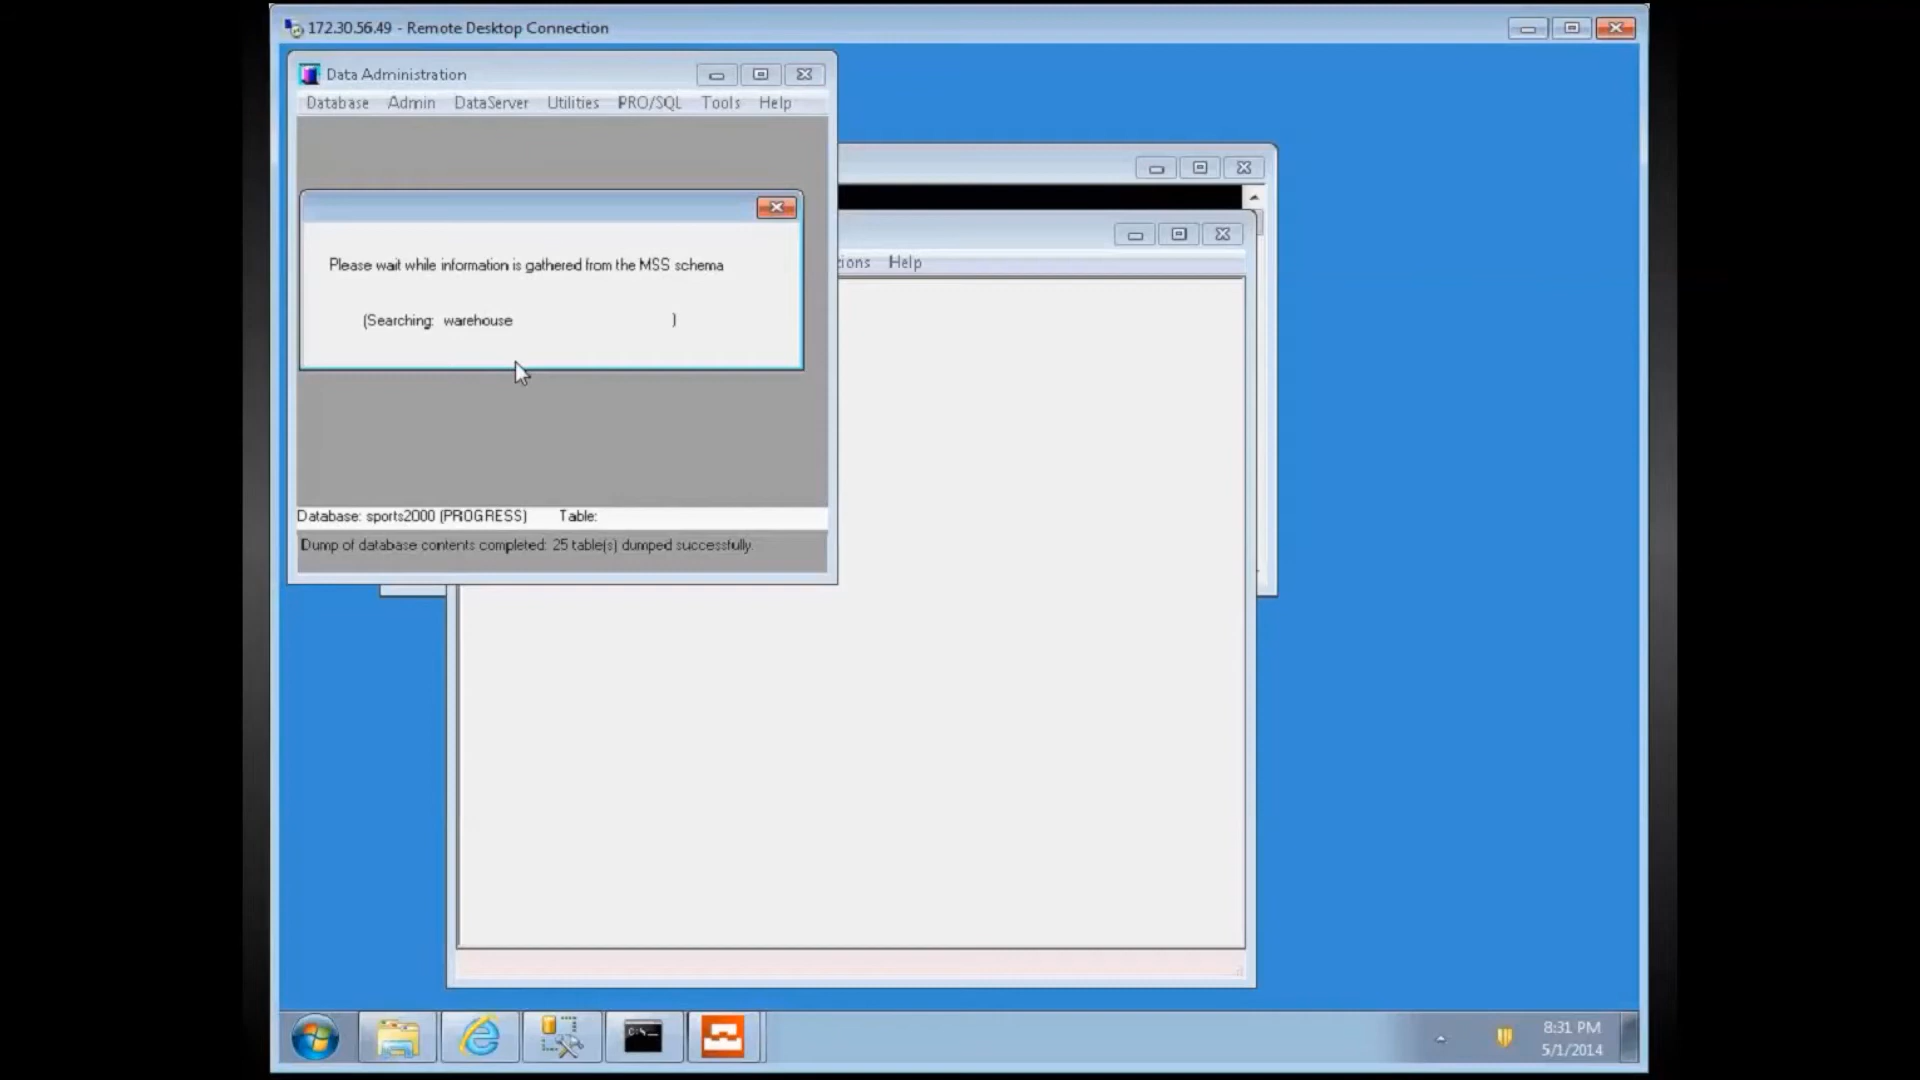 172.30.56.49 - Remote Desktop Connection
Data Administration
Database Admin DataServer Utilities PRO/SQL Tools Help
Please wait while information is gathered from the MSS schema
(Searching: warehouse )
ions Help
Database: sports2000 (PROGRESS) Table:
Dump of database contents completed: 25 table(s) dumped successfully.
C:\_
8:31 PM
5/1/2014